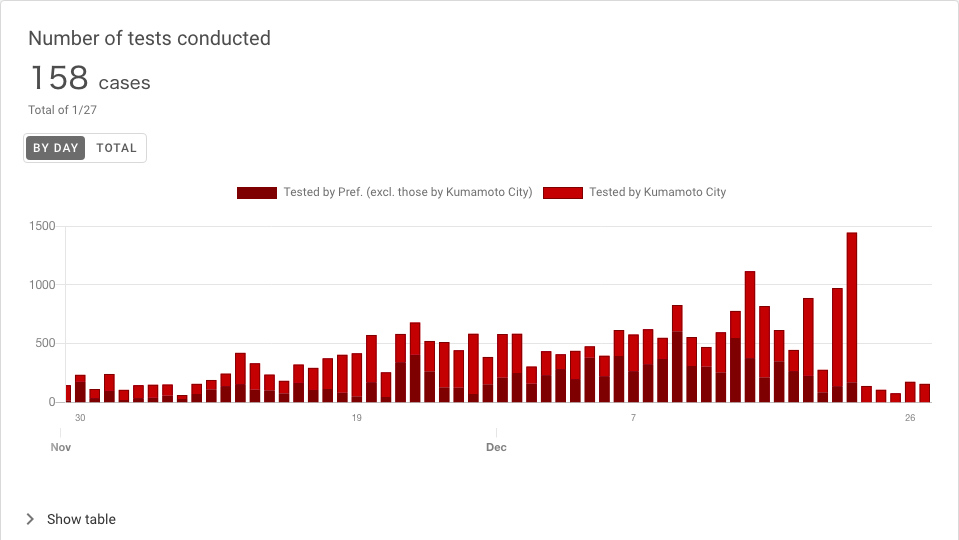 Number of tests conducted
158 cases
Total of 1/27
BY DAY TOTAL
Tested by Pref. (excl. those by Kumamoto City) Tested by Kumamoto City
1500
1000
500
0
30 19 7 26
Nov Dec
Show table